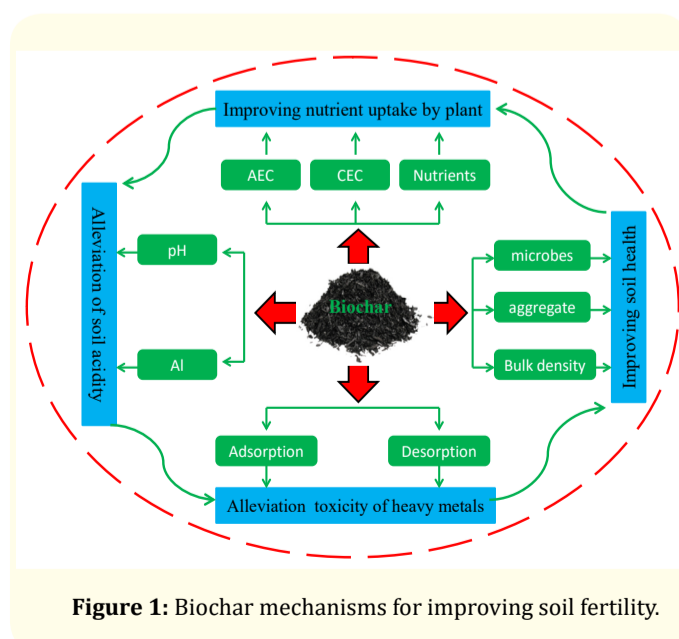 Improving nutrient uptake by plant
AEC
CEC
Nutrients
Alleviation of soil acidity
pH
Al
Biochar
microbes
aggregate
Bulk density
Improving soil health
Adsorption
Desorption
Alleviation toxicity of heavy metals
Figure 1: Biochar mechanisms for improving soil fertility.